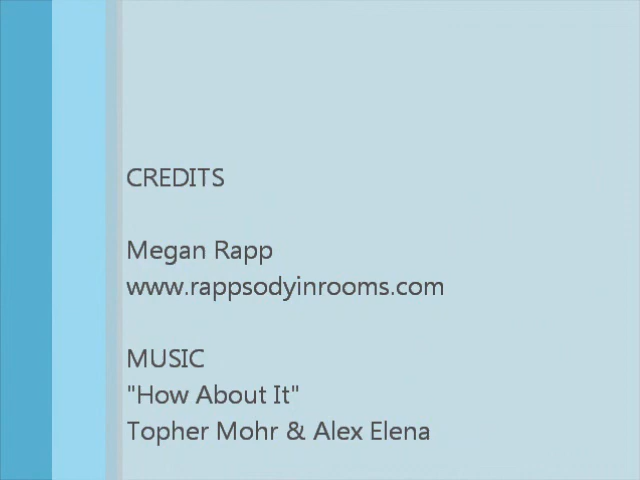 CREDITS
Megan Rapp
www.rappsodyinrooms.com
MUSIC
"How About It"
Topher Mohr & Alex Elena